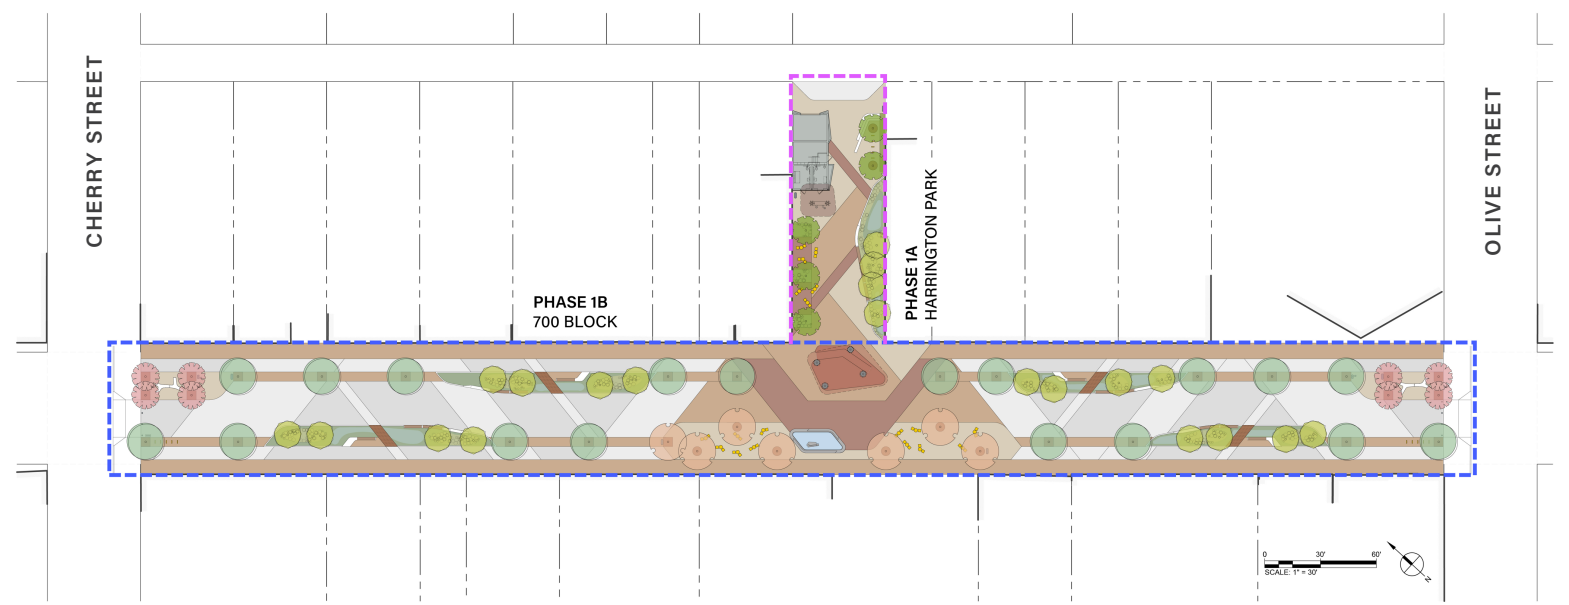 CHERRY STREET
OLIVE STREET
PHASE 1A
HARRINGTON PARK
PHASE 1B
700 BLOCK
0 30' 60'
SCALE: 1" = 30'
N